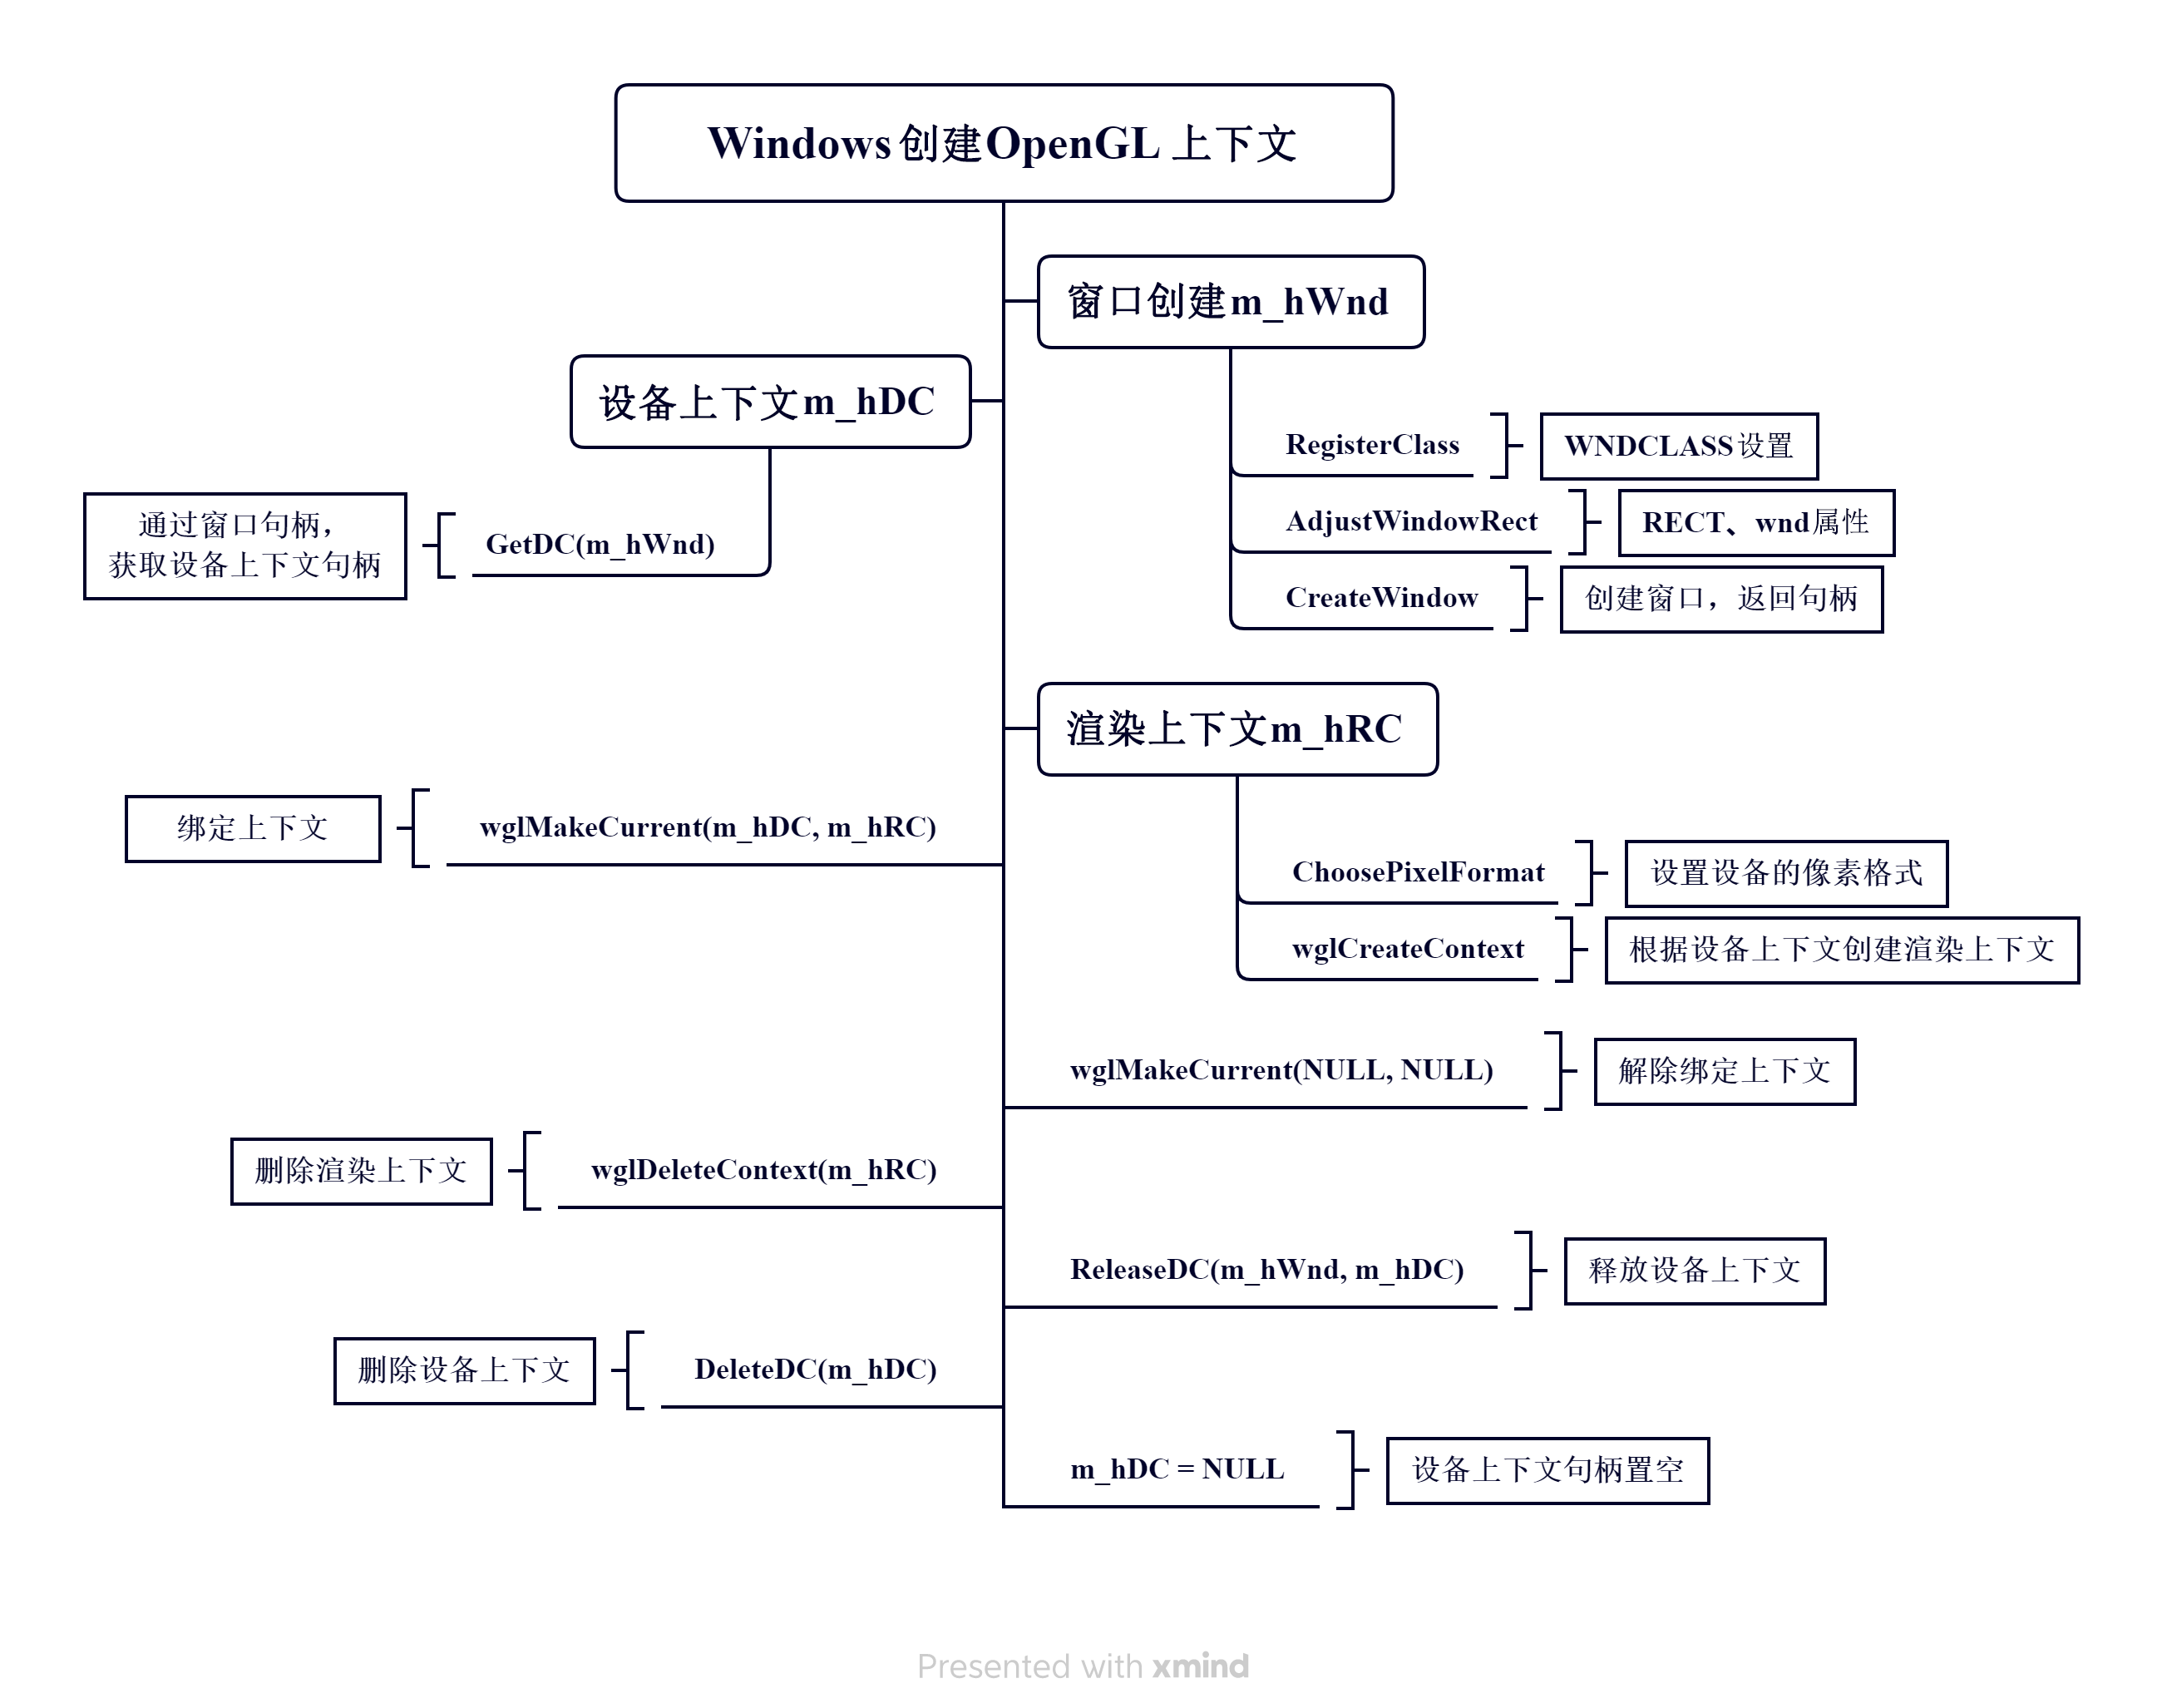 Windows创建OpenGL 上下文
窗口创建m_hWnd
设备上下文m_hDC
RegisterClass
WNDCLASS设置
AdjustWindowRect
RECT、wnd属性
通过窗口句柄，
获取设备上下文句柄
GetDC(m_hWnd)
CreateWindow
创建窗口，返回句柄
渲染上下文m_hRC
绑定上下文
wglMakeCurrent(m_hDC, m_hRC)
ChoosePixelFormat
设置设备的像素格式
wglCreateContext
根据设备上下文创建渲染上下文
wglMakeCurrent(NULL, NULL)
解除绑定上下文
删除渲染上下文
wglDeleteContext(m_hRC)
ReleaseDC(m_hWnd, m_hDC)
释放设备上下文
删除设备上下文
DeleteDC(m_hDC)
m_hDC = NULL
设备上下文句柄置空
Presented with xmind